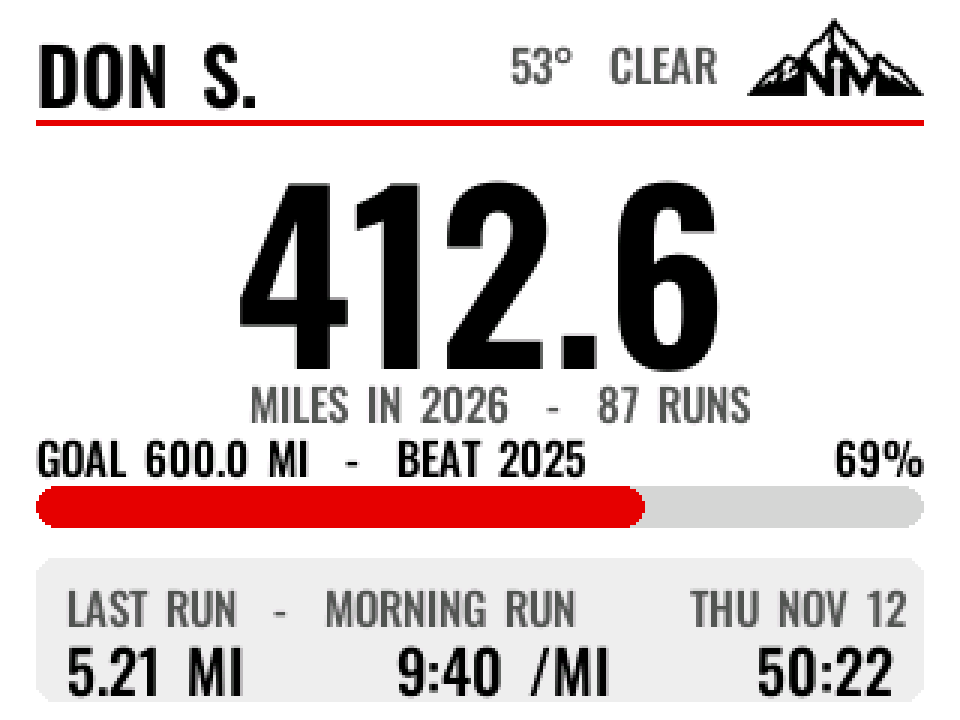 DON S. 53° CLEAR NM
412.6
MILES IN 2026 - 87 RUNS
GOAL 600.0 MI - BEAT 2025 69%
LAST RUN - MORNING RUN THU NOV 12
5.21 MI 9:40 /MI 50:22